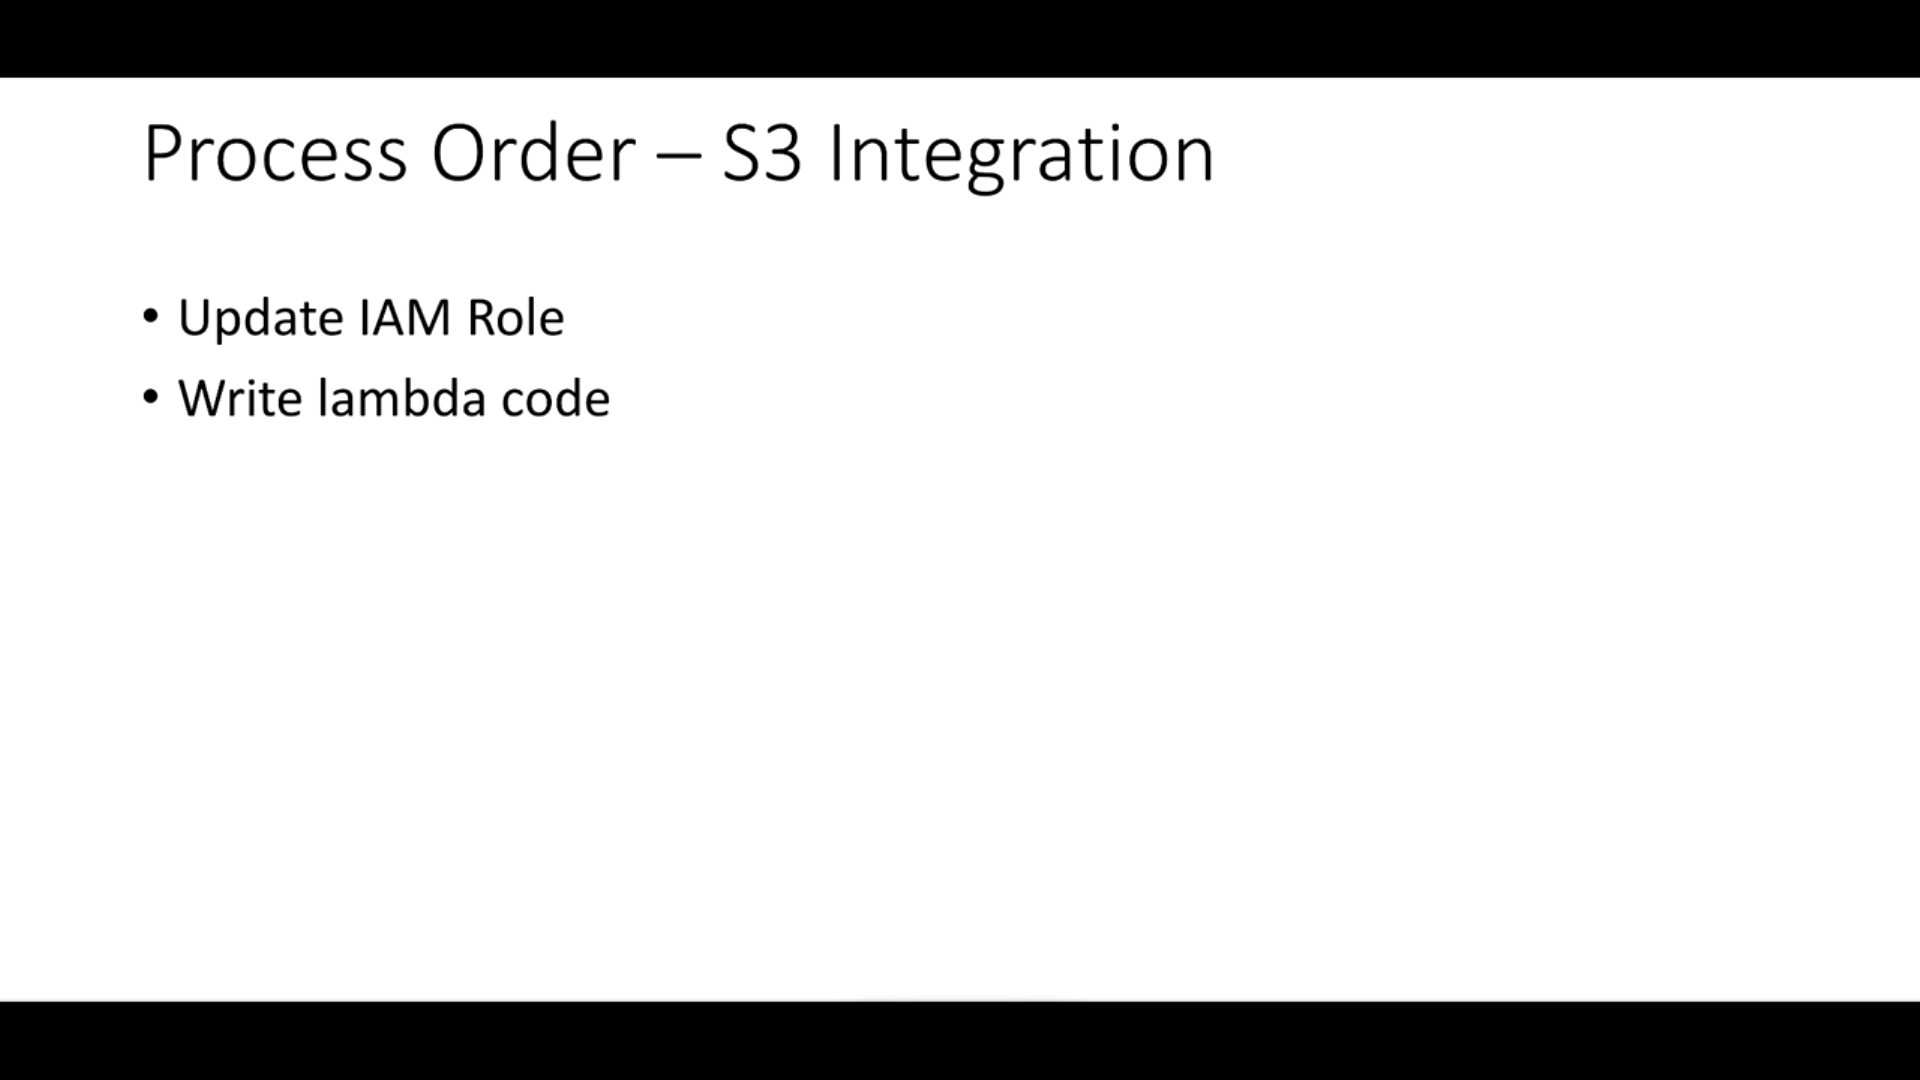 Process Order – S3 Integration
• Update IAM Role
• Write lambda code